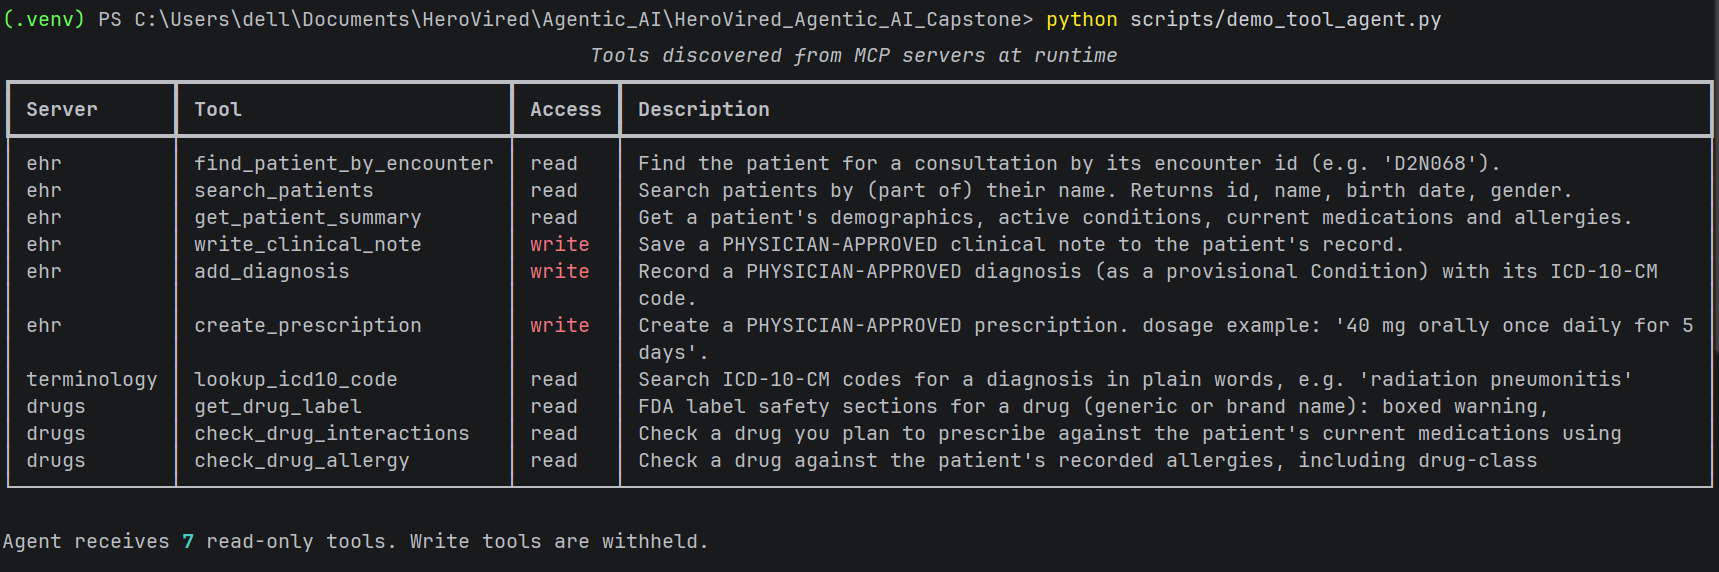 (.venv) PS C:\Users\dell\Documents\HeroVired\Agentic_AI\HeroVired_Agentic_AI_Capstone> python scripts/demo_tool_agent.py
Tools discovered from MCP servers at runtime
Server Tool Access Description
ehr find_patient_by_encounter read Find the patient for a consultation by its encounter id (e.g. 'D2N068').
ehr search_patients read Search patients by (part of) their name. Returns id, name, birth date, gender.
ehr get_patient_summary read Get a patient's demographics, active conditions, current medications and allergies.
ehr write_clinical_note write Save a PHYSICIAN-APPROVED clinical note to the patient's record.
ehr add_diagnosis write Record a PHYSICIAN-APPROVED diagnosis (as a provisional Condition) with its ICD-10-CM
code.
ehr create_prescription write Create a PHYSICIAN-APPROVED prescription. dosage example: '40 mg orally once daily for 5
days'.
terminology lookup_icd10_code read Search ICD-10-CM codes for a diagnosis in plain words, e.g. 'radiation pneumonitis'
drugs get_drug_label read FDA label safety sections for a drug (generic or brand name): boxed warning,
drugs check_drug_interactions read Check a drug you plan to prescribe against the patient's current medications using
drugs check_drug_allergy read Check a drug against the patient's recorded allergies, including drug-class
Agent receives 7 read-only tools. Write tools are withheld.